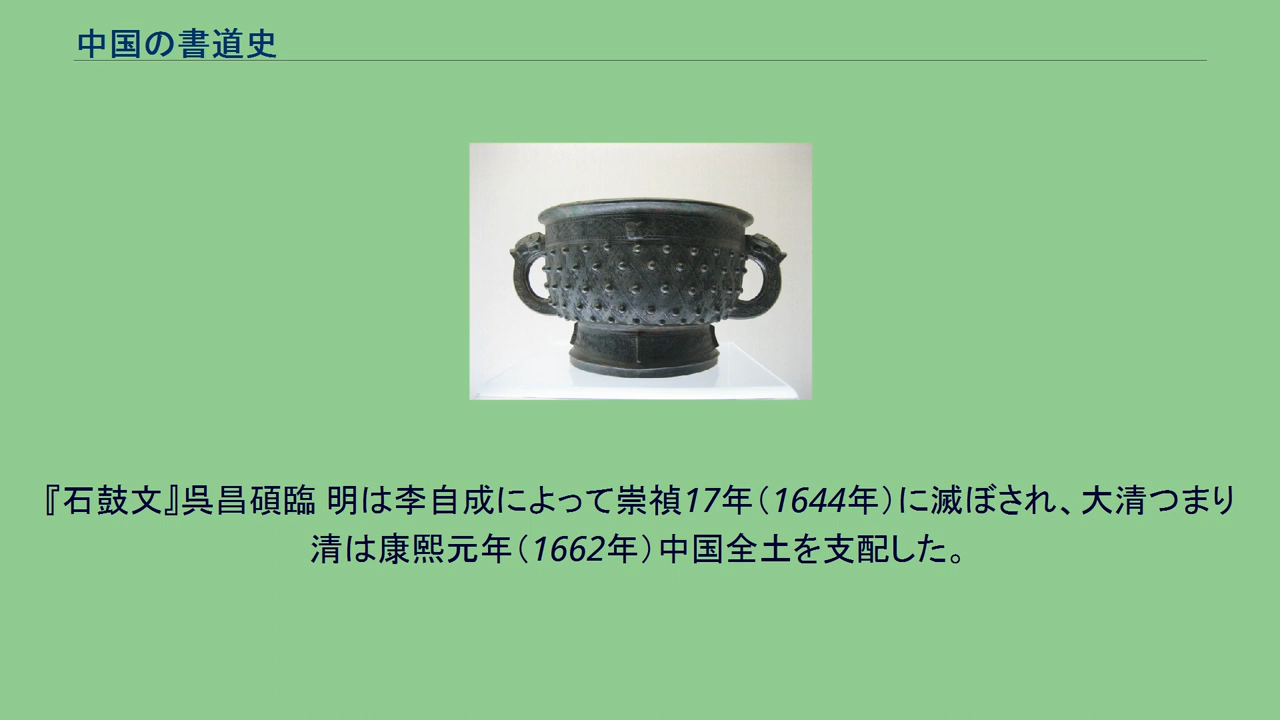 中国の書道史
『石鼓文』呉昌碩臨 明は李自成によって崇禎17年（1644年）に滅ぼされ、大清つまり
清は康熙元年（1662年）中国全土を支配した。